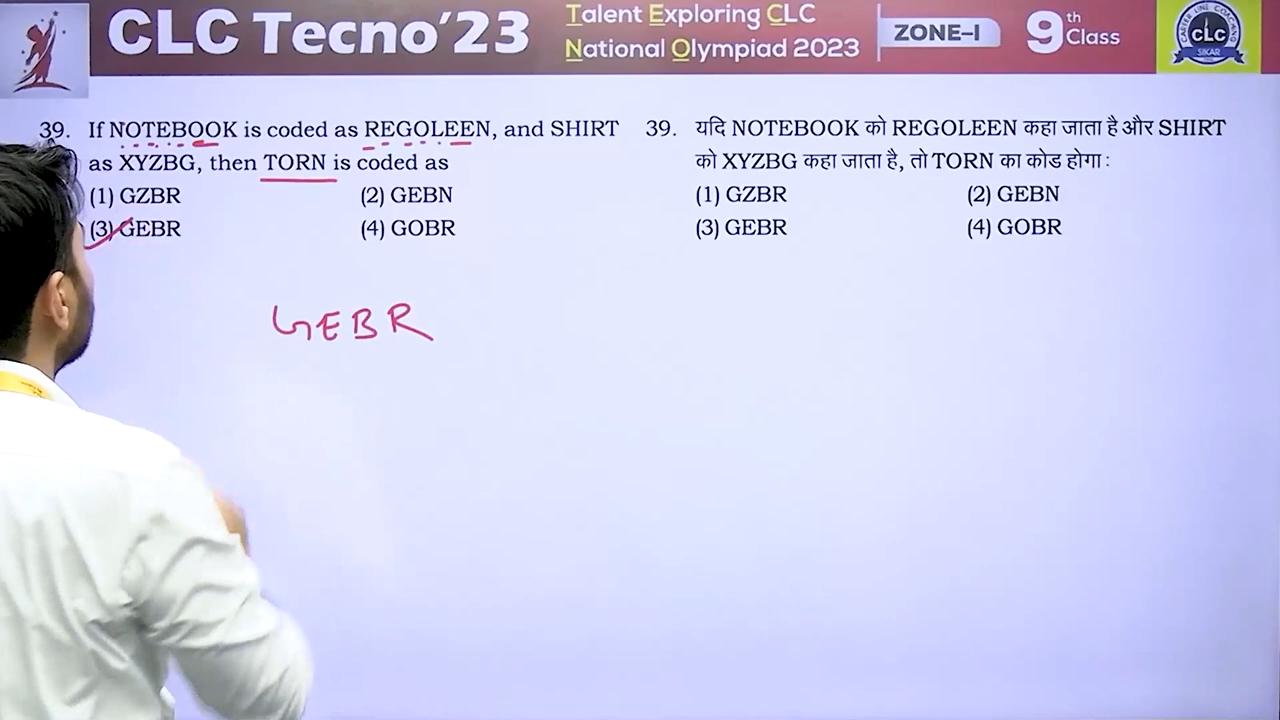 CLC Tecno'23
Talent Exploring CLC
National Olympiad 2023
ZONE–I
9th Class
CAREER LINE COACHING
CLC
SIKAR
39. If NOTEBOOK is coded as REGOLEEN, and SHIRT
as XYZBG, then TORN is coded as
(1) GZBR (2) GEBN
(3) GEBR (4) GOBR
GEBR
39. यदि NOTEBOOK को REGOLEEN कहा जाता है और SHIRT
को XYZBG कहा जाता है, तो TORN का कोड होगा :
(1) GZBR (2) GEBN
(3) GEBR (4) GOBR